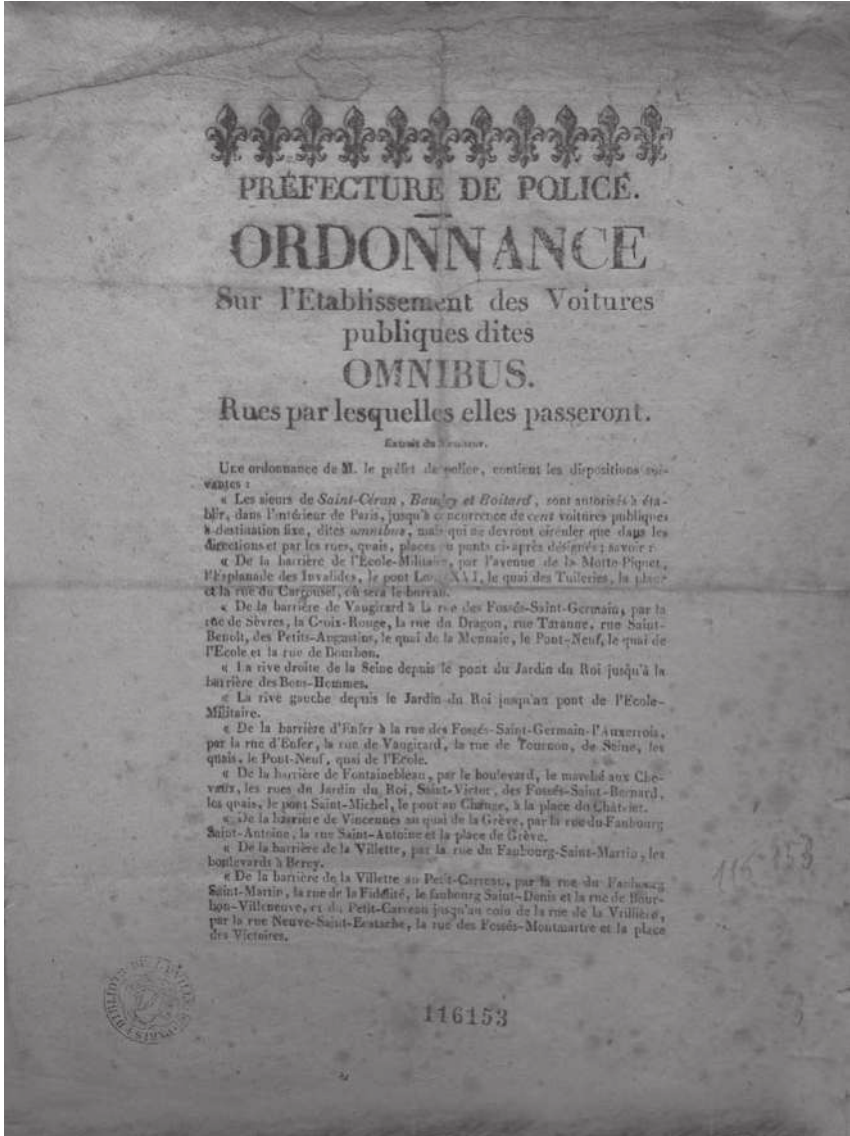 PRÉFECTURE DE POLICE.
ORDONNANCE
Sur l'Etablissement des Voitures
publiques dites
OMNIBUS.
Rues par lesquelles elles passeront.
Extrait du
Une ordonnance de M. le préfet de police, contient les dispositions sui-
vantes :
« Les sieurs de Saint-Céran, Baudry et Boitard, sont autorisés à éta-
blir, dans l'intérieur de Paris, jusqu'à concurrence de cent voitures publiques
à destination fixe, dites omnibus, mais qui ne devront circuler que dans les
directions et par les rues, quais, places ou ponts ci-après désignés ; savoir :
« De la barrière de l'École-Militaire, par l'avenue de la Motte-Piquet,
l'Esplanade des Invalides, le pont Louis XVI, le quai des Tuileries, la place
et la rue du Carrousel, où sera le bureau.
« De la barrière de Vaugirard à la rue des Fossés-Saint-Germain, par la
rue de Sèvres, la Croix-Rouge, la rue du Dragon, rue Taranne, rue Saint-
Benoît, des Petits-Augustins, le quai de la Monnaie, le Pont-Neuf, le quai de
l'Ecole et la rue de Bourbon.
« La rive droite de la Seine depuis le pont du Jardin du Roi jusqu'à la
barrière des Bons-Hommes.
« La rive gauche depuis le Jardin du Roi jusqu'au pont de l'Ecole-
Militaire.
« De la barrière d'Enfer à la rue des Fossés-Saint-Germain-l'Auxerrois,
par la rue d'Enfer, la rue de Vaugirard, la rue de Tournon, de Seine, les
quais, le Pont-Neuf, quai de l'Ecole.
« De la barrière de Fontainebleau, par le boulevard, le marché aux Che-
vaux, les rues du Jardin du Roi, Saint-Victor, des Fossés-Saint-Bernard,
les quais, le pont Saint-Michel, le pont au Change, à la place du Châtelet.
« De la barrière de Vincennes au quai de la Grève, par la rue du Faubourg
Saint-Antoine, la rue Saint-Antoine et la place de Grève.
« De la barrière de la Villette, par la rue du Faubourg-Saint-Martin, les
boulevards à Bercy.
« De la barrière de la Villette au Petit-Carreau, par la rue du Faubourg
Saint-Martin, la rue de la Fidélité, le faubourg Saint-Denis et la rue de Bour-
bon-Villeneuve, et du Petit-Carreau jusqu'au coin de la rue de la Vrillière,
par la rue Neuve-Saint-Eustache, la rue des Fossés-Montmartre et la place
des Victoires.
116 153
116153